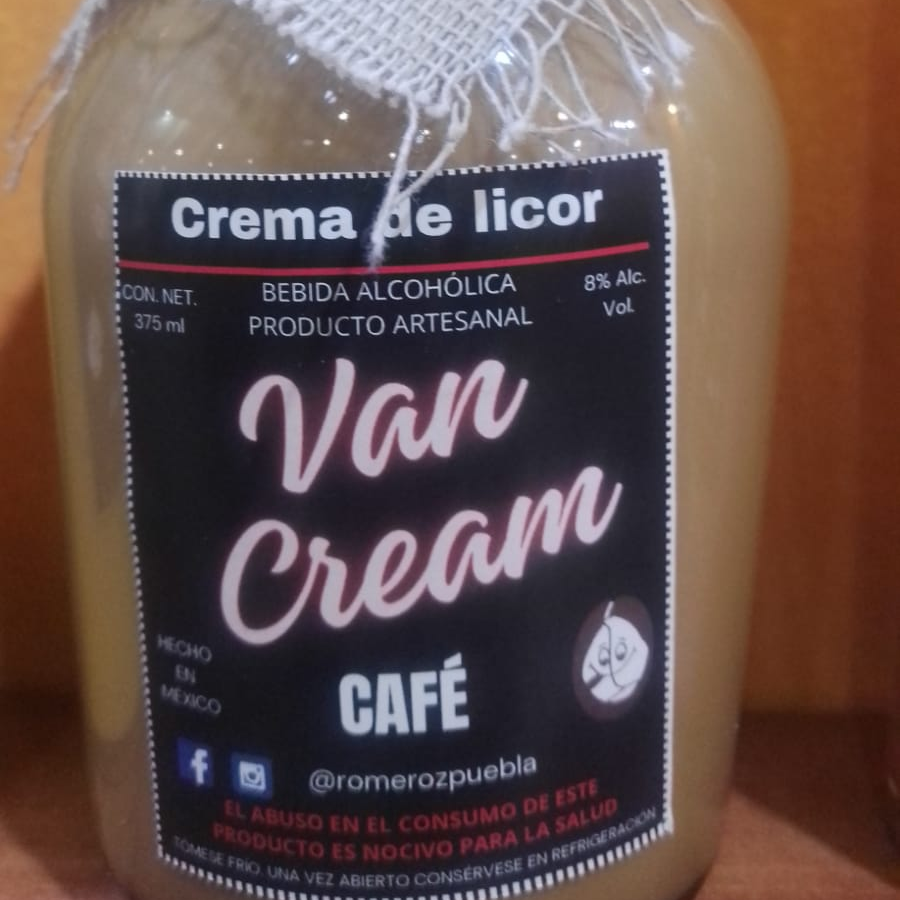 Crema de licor
CON. NET.
375 ml
BEBIDA ALCOHÓLICA
PRODUCTO ARTESANAL
8% Alc.
Vol.
Van
Cream
HECHO
EN
MÉXICO
CAFÉ
@romerozpuebla
EL ABUSO EN EL CONSUMO DE ESTE
PRODUCTO ES NOCIVO PARA LA SALUD
TÓMESE FRÍO. UNA VEZ ABIERTO CONSÉRVESE EN REFRIGERACIÓN